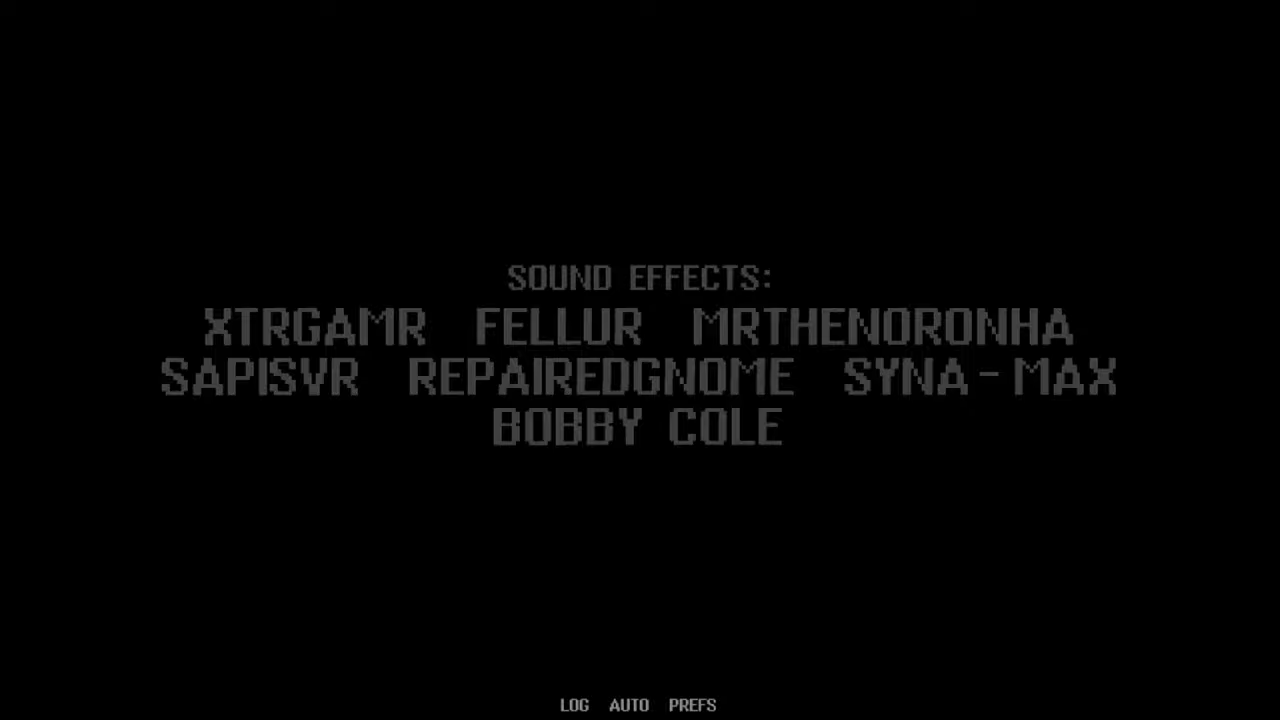 SOUND EFFECTS:
XTRGAMR FELLUR MRTHENORONHA
SAPISVR REPAIREDGNOME SYNA-MAX
BOBBY COLE
LOG AUTO PREFS